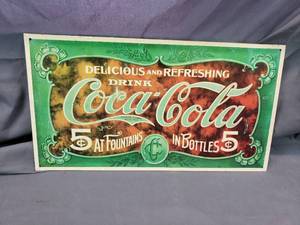 DELICIOUS AND REFRESHING
DRINK
Coca-Cola
5¢ AT FOUNTAINS IN BOTTLES 5¢